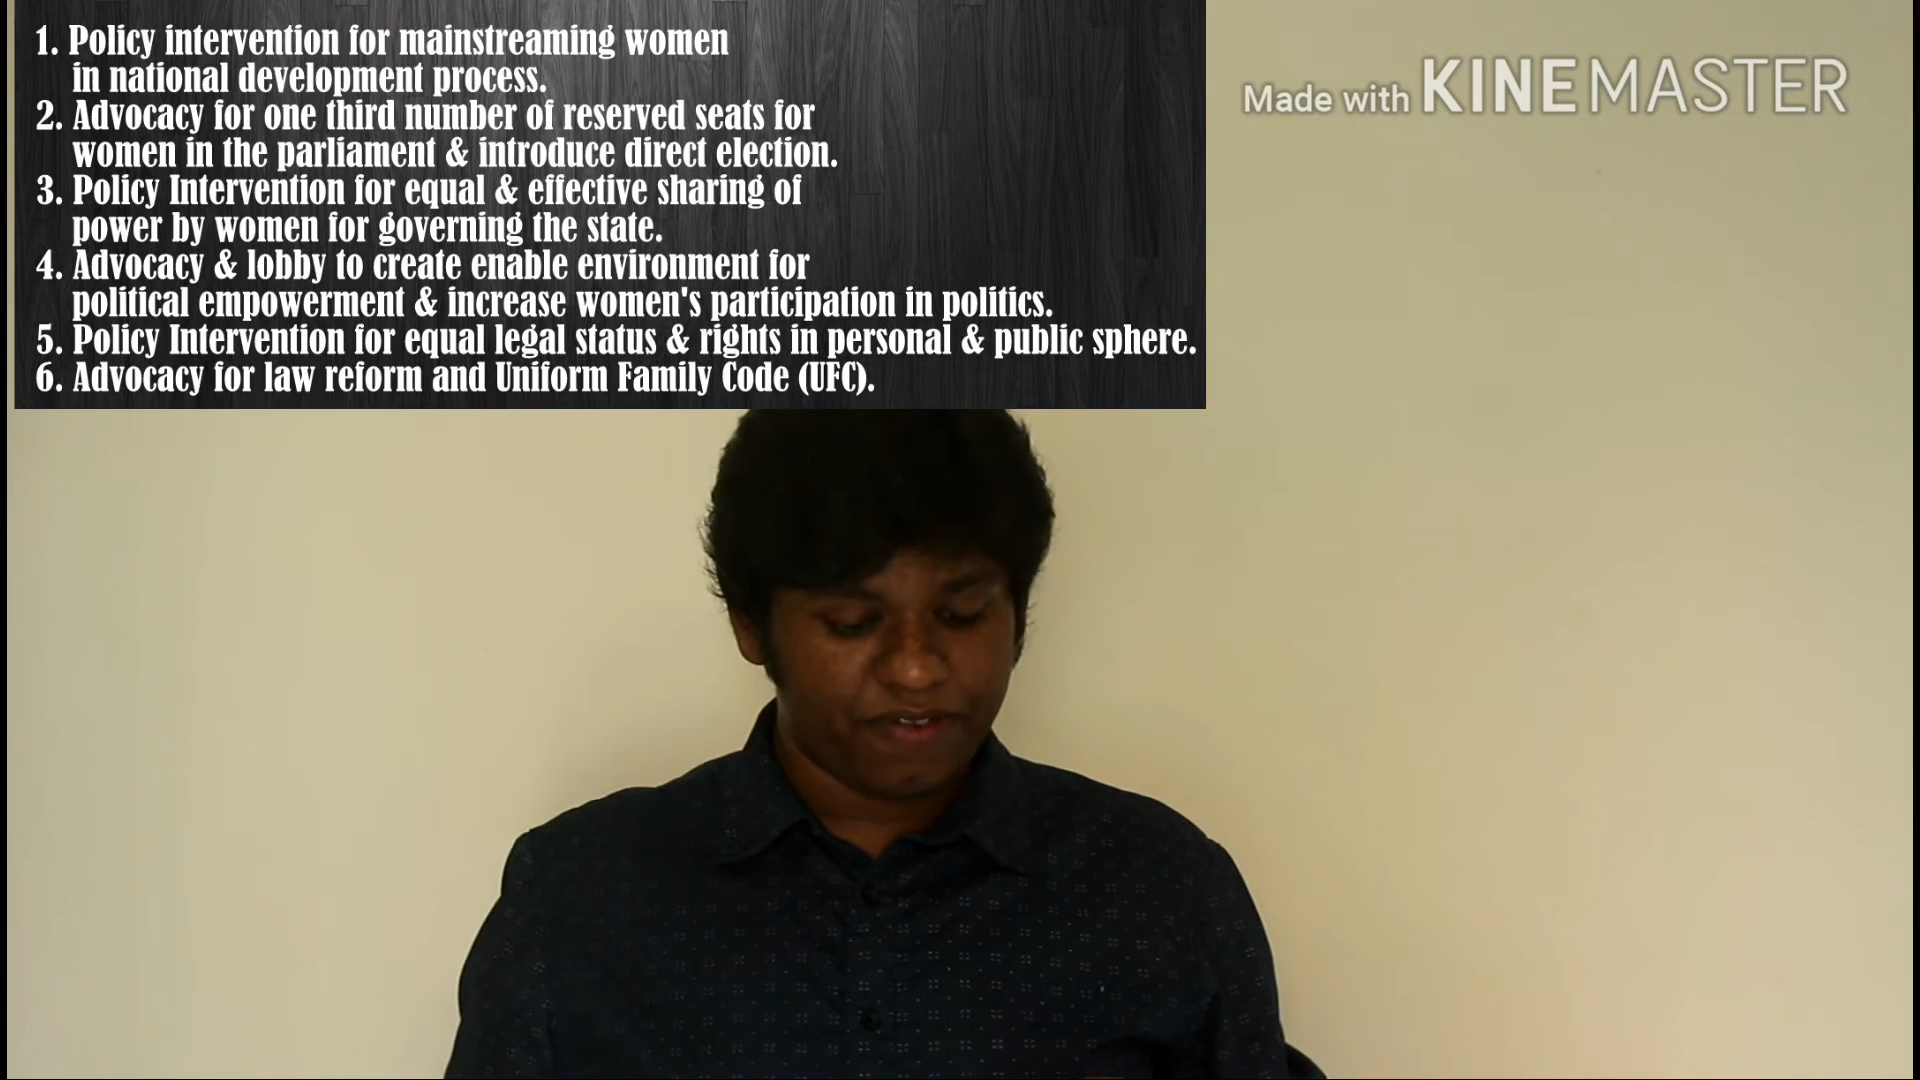 1. Policy intervention for mainstreaming women
in national development process.
2. Advocacy for one third number of reserved seats for
women in the parliament & introduce direct election.
3. Policy Intervention for equal & effective sharing of
power by women for governing the state.
4. Advocacy & lobby to create enable environment for
political empowerment & increase women's participation in politics.
5. Policy Intervention for equal legal status & rights in personal & public sphere.
6. Advocacy for law reform and Uniform Family Code (UFC).
Made with KINEMASTER